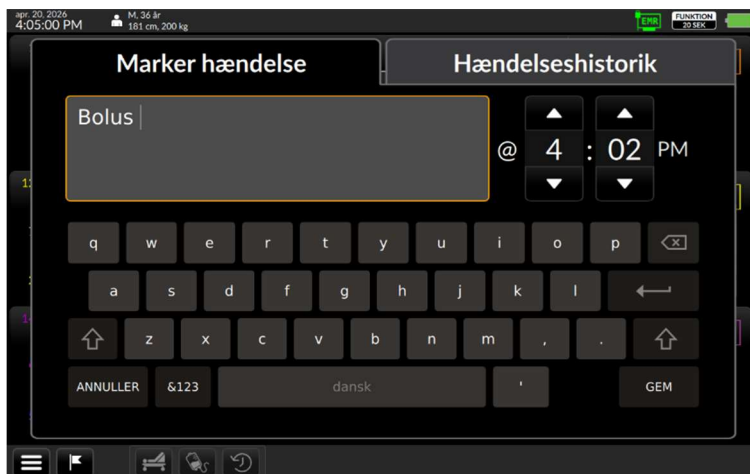 apr. 20, 2026
4:05:00 PM
M, 36 år
181 cm, 200 kg
EMR
FUNKTION
20 SEK
Marker hændelse
Hændelseshistorik
Bolus
@ 4 : 02 PM
q w e r t y u i o p
a s d f g h j k l
z x c v b n m , .
ANNULLER &123 dansk ' GEM